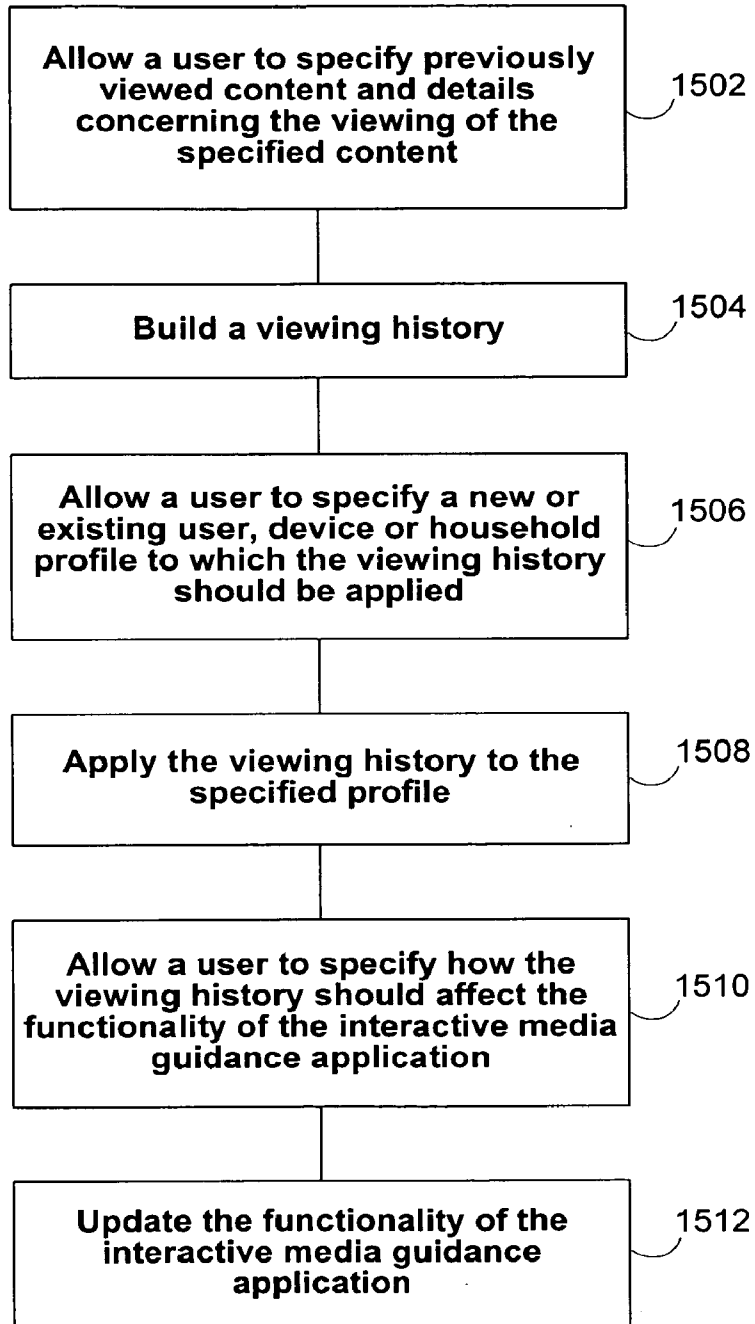 Allow a user to specify previously
viewed content and details
concerning the viewing of the
specified content
1502
Build a viewing history
1504
Allow a user to specify a new or
existing user, device or household
profile to which the viewing history
should be applied
1506
Apply the viewing history to the
specified profile
1508
Allow a user to specify how the
viewing history should affect the
functionality of the interactive media
guidance application
1510
Update the functionality of the
interactive media guidance
application
1512